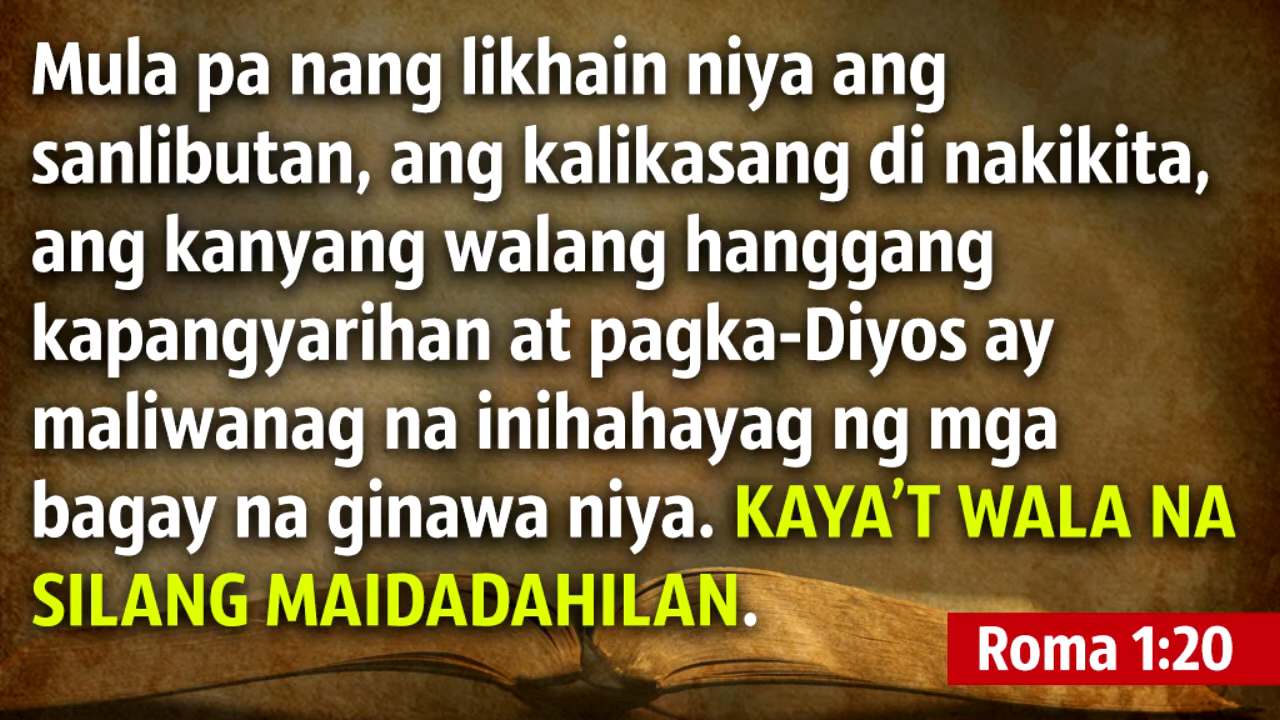 Mula pa nang likhain niya ang
sanlibutan, ang kalikasang di nakikita,
ang kanyang walang hanggang
kapangyarihan at pagka-Diyos ay
maliwanag na inihahayag ng mga
bagay na ginawa niya. KAYA’T WALA NA
SILANG MAIDADAHILAN.
Roma 1:20